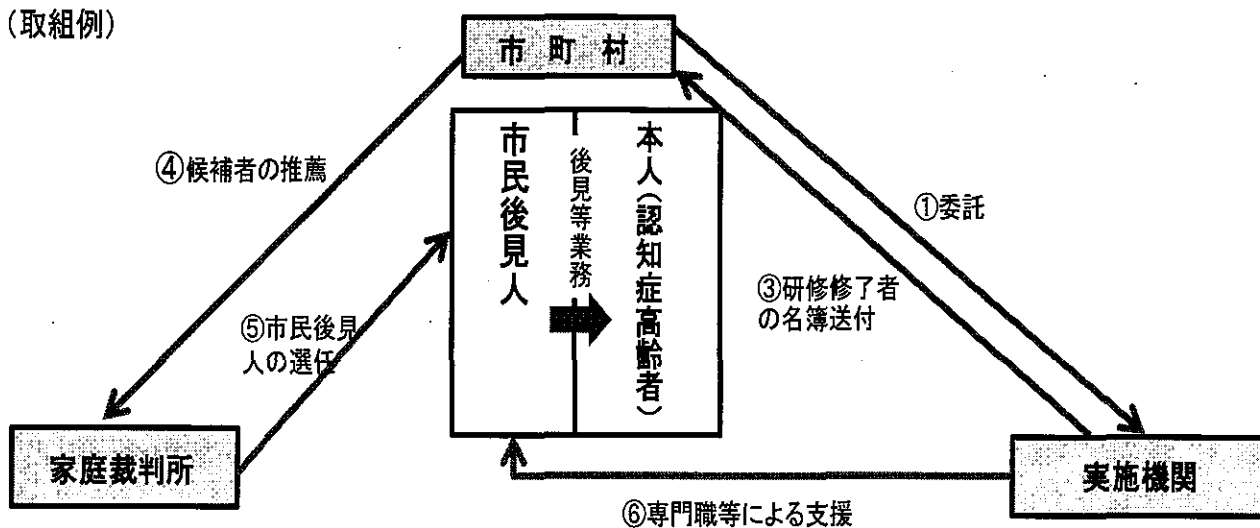 (取組例)
市町村
④候補者の推薦
市民後見人
後見等業務
本人(認知症高齢者)
①委託
③研修修了者
の名簿送付
⑤市民後見
人の選任
家庭裁判所
実施機関
⑥専門職等による支援